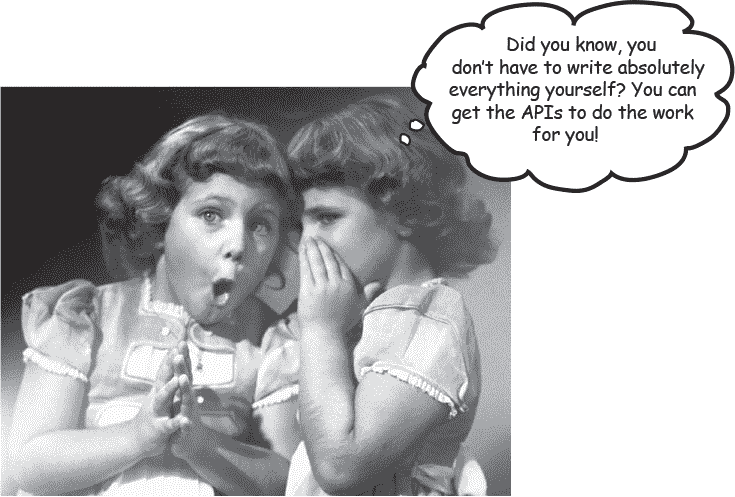 Did you know, you
don't have to write absolutely
everything yourself? You can
get the APIs to do the work
for you!